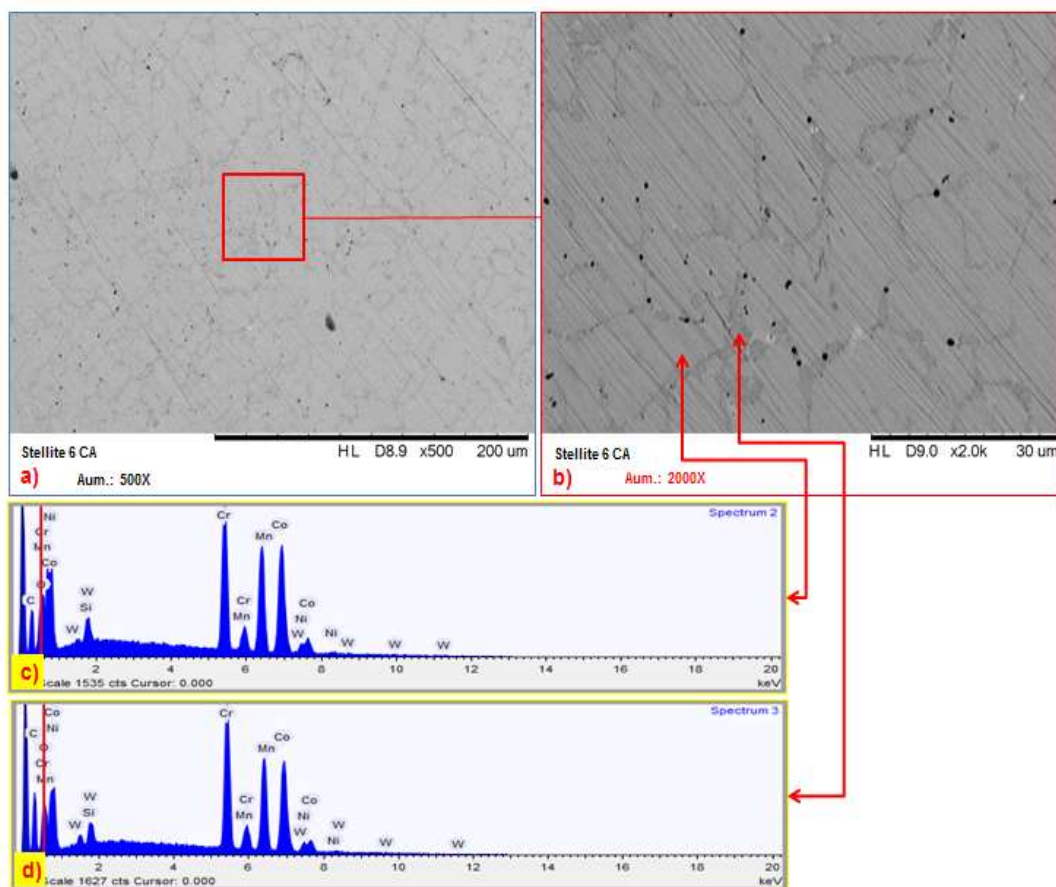 Stellite 6 CA
HL D8.9 x500 200 um
a) Aum.: 500X
Stellite 6 CA
HL D9.0 x2.0k 30 um
b) Aum.: 2000X
Spectrum 2
Ni
Cr
Mn
Co
C
O
W
W
Si
Cr
Cr
Mn
Mn
Co
Co
Ni
W
Ni
W
W
W
2 4 6 8 10 12 14 16 18 20
c) Scale 1535 cts Cursor: 0.000 keV
Spectrum 3
Co
Ni
C
O
Cr
Mn
W
W
Si
Cr
Cr
Mn
Mn
Co
Co
Ni
W
W
Ni
W
W
2 4 6 8 10 12 14 16 18 20
d) Scale 1627 cts Cursor: 0.000 keV